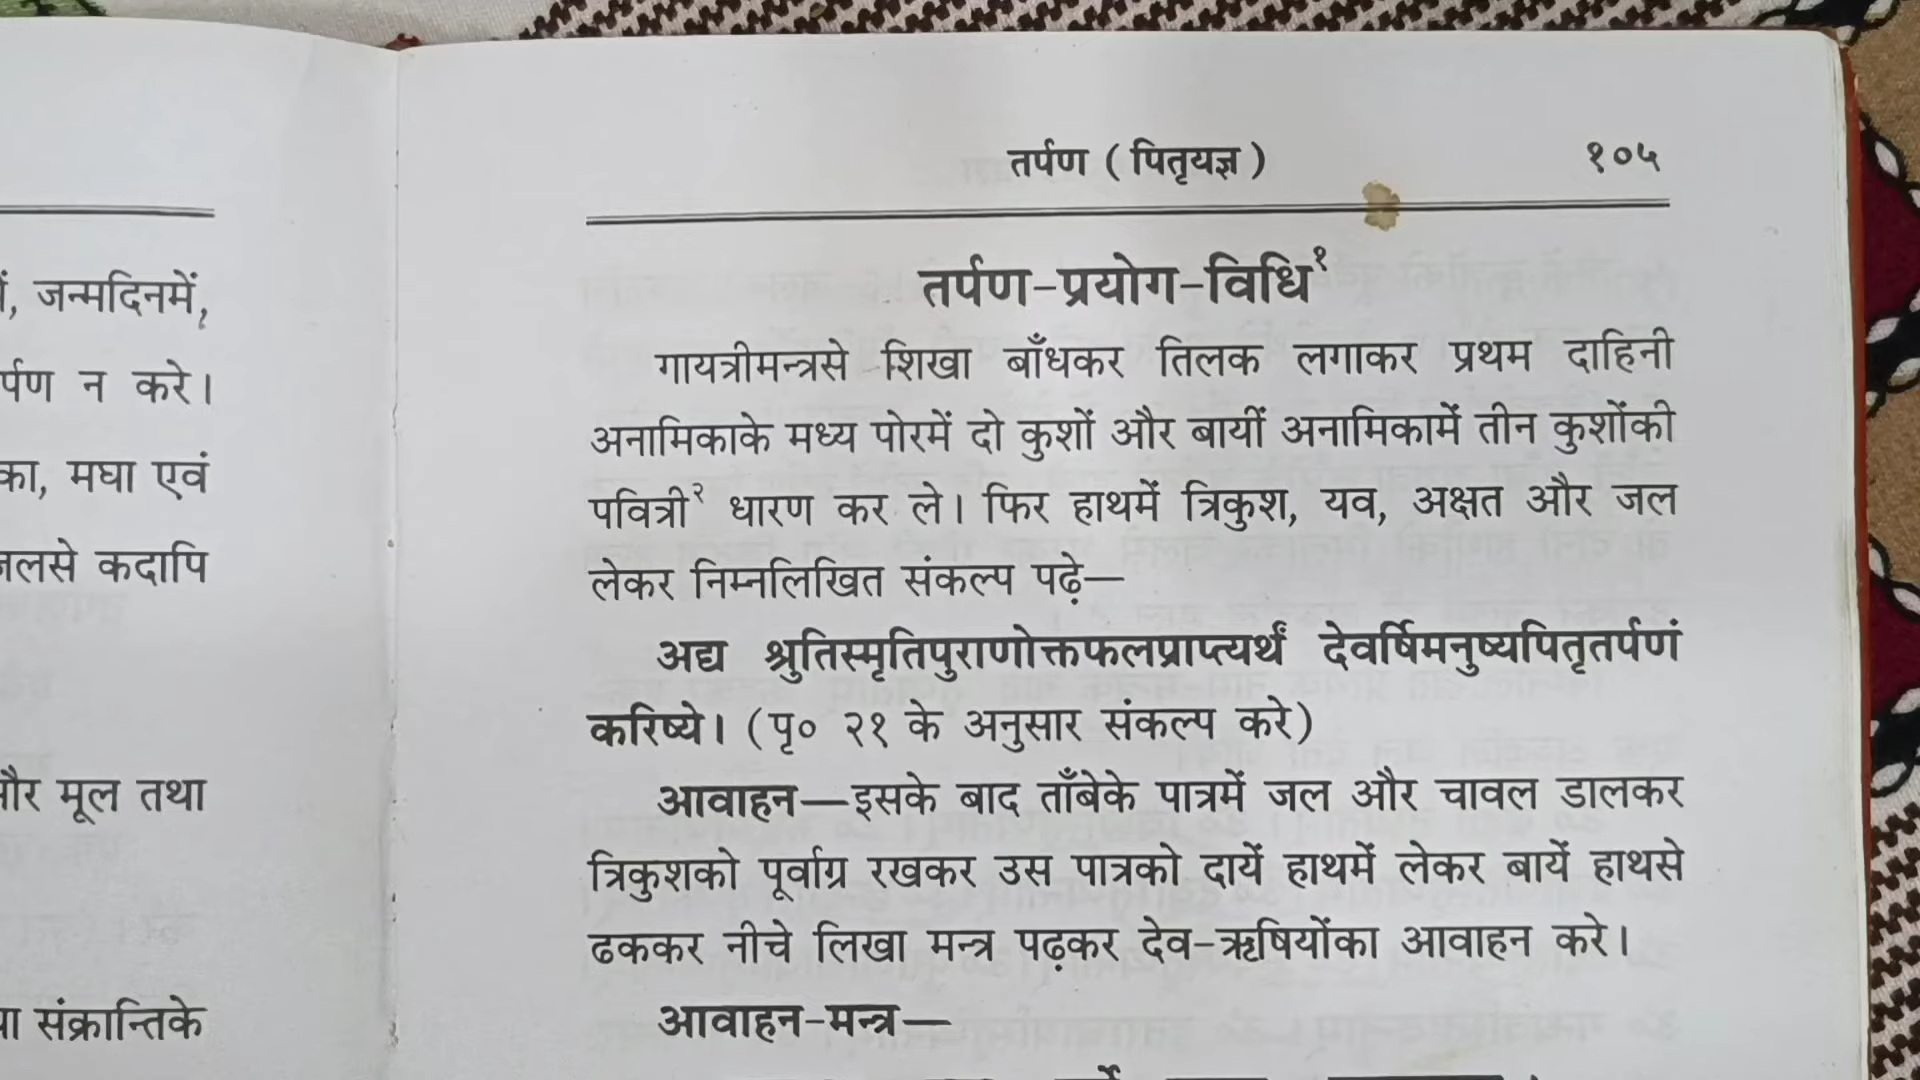 जन्मदिनमें,
न करे।
मघा एवं
कदापि
मूल तथा
संक्रान्तिके
तर्पण ( पितृयज्ञ ) १०५
तर्पण-प्रयोग-विधि१
गायत्रीमन्त्रसे शिखा बाँधकर तिलक लगाकर प्रथम दाहिनी
अनामिकाके मध्य पोरमें दो कुशों और बायीं अनामिकामें तीन कुशोंकी
पवित्री२ धारण कर ले। फिर हाथमें त्रिकुश, यव, अक्षत और जल
लेकर निम्नलिखित संकल्प पढ़े—
अद्य श्रुतिस्मृतिपुराणोक्तफलप्राप्त्यर्थं देवर्षिमनुष्यपितृतर्पणं
करिष्ये। (पृ० २१ के अनुसार संकल्प करे)
आवाहन—इसके बाद ताँबेके पात्रमें जल और चावल डालकर
त्रिकुशको पूर्वाग्र रखकर उस पात्रको दायें हाथमें लेकर बायें हाथसे
ढककर नीचे लिखा मन्त्र पढ़कर देव-ऋषियोंका आवाहन करे।
आवाहन-मन्त्र—